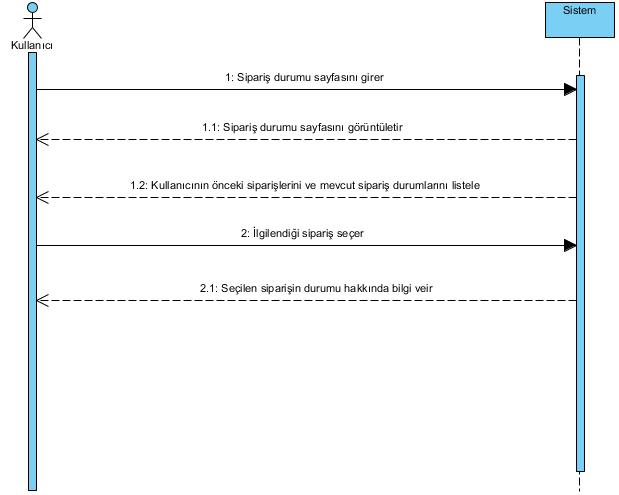 Kullanıcı
Sistem
1: Sipariş durumu sayfasını girer
1.1: Sipariş durumu sayfasını görüntületir
1.2: Kullanıcının önceki siparişlerini ve mevcut sipariş durumlarını listele
2: İlgilendiği sipariş seçer
2.1: Seçilen siparişin durumu hakkında bilgi veir